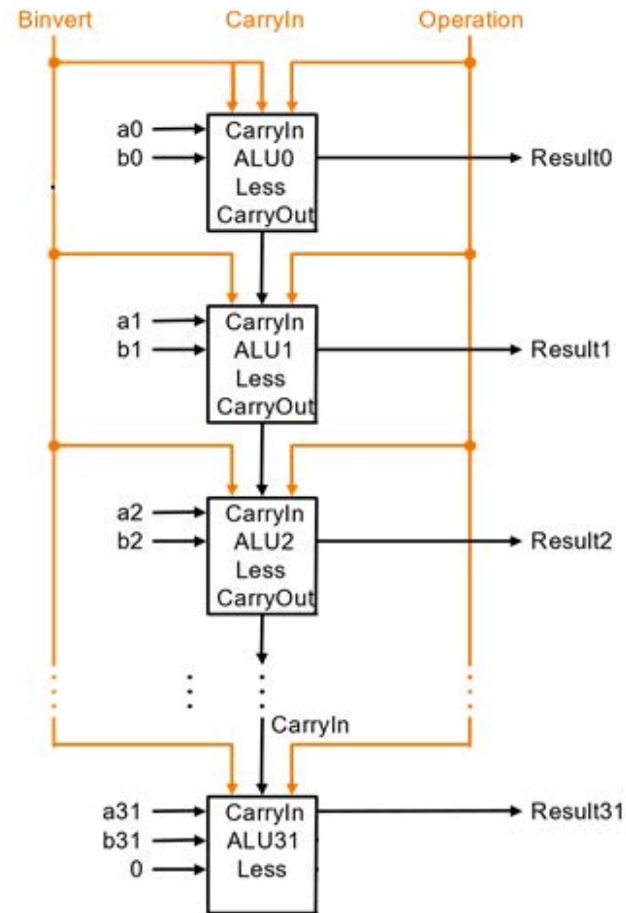 Binvert CarryIn Operation
a0
b0
CarryIn
ALU0
Less
CarryOut
Result0
a1
b1
CarryIn
ALU1
Less
CarryOut
Result1
a2
b2
CarryIn
ALU2
Less
CarryOut
Result2
CarryIn
a31
b31
0
CarryIn
ALU31
Less
Result31